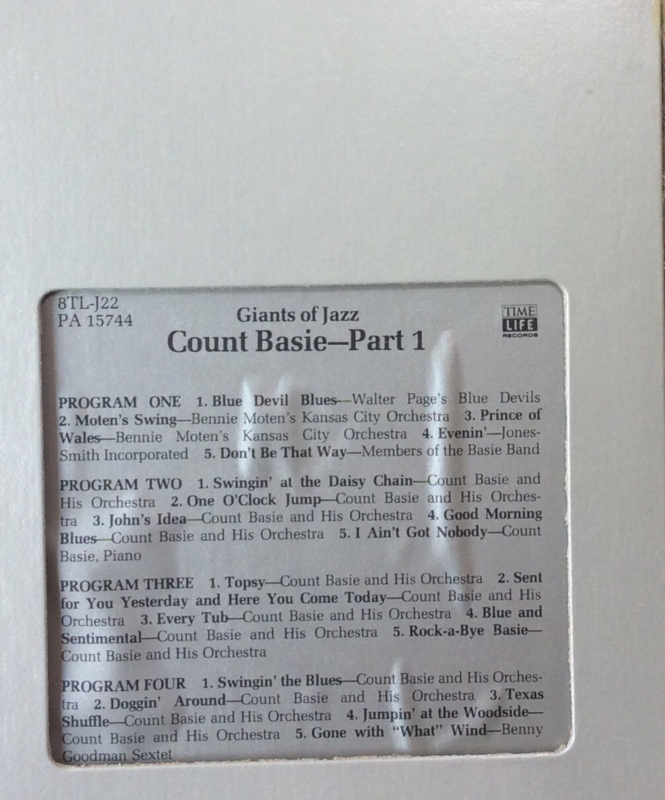 8TL-J22
PA 15744
Giants of Jazz
Count Basie—Part 1
TIME
LIFE
RECORDS
PROGRAM ONE 1. Blue Devil Blues—Walter Page's Blue Devils
2. Moten's Swing—Bennie Moten's Kansas City Orchestra 3. Prince of
Wales—Bennie Moten's Kansas City Orchestra 4. Evenin'—Jones-
Smith Incorporated 5. Don't Be That Way—Members of the Basie Band
PROGRAM TWO 1. Swingin' at the Daisy Chain—Count Basie and
His Orchestra 2. One O'Clock Jump—Count Basie and His Orches-
tra 3. John's Idea—Count Basie and His Orchestra 4. Good Morning
Blues—Count Basie and His Orchestra 5. I Ain't Got Nobody—Count
Basie, Piano
PROGRAM THREE 1. Topsy—Count Basie and His Orchestra 2. Sent
for You Yesterday and Here You Come Today—Count Basie and His
Orchestra 3. Every Tub—Count Basie and His Orchestra 4. Blue and
Sentimental—Count Basie and His Orchestra 5. Rock-a-Bye Basie—
Count Basie and His Orchestra
PROGRAM FOUR 1. Swingin' the Blues—Count Basie and His Orches-
tra 2. Doggin' Around—Count Basie and His Orchestra 3. Texas
Shuffle—Count Basie and His Orchestra 4. Jumpin' at the Woodside—
Count Basie and His Orchestra 5. Gone with "What" Wind—Benny
Goodman Sextet